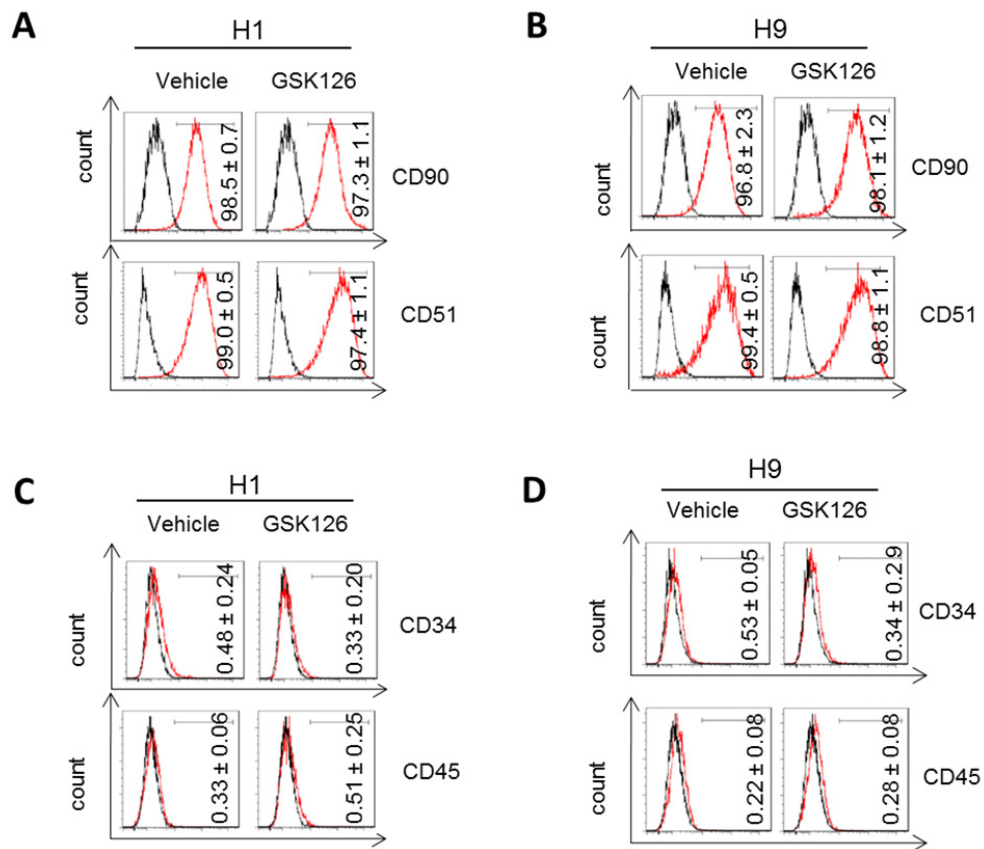 A
H1
Vehicle GSK126
count
98.5 ± 0.7
97.3 ± 1.1
CD90
count
99.0 ± 0.5
97.4 ± 1.1
CD51
B
H9
Vehicle GSK126
count
96.8 ± 2.3
98.1 ± 1.2
CD90
count
99.4 ± 0.5
98.8 ± 1.1
CD51
C
H1
Vehicle GSK126
count
0.48 ± 0.24
0.33 ± 0.20
CD34
count
0.33 ± 0.06
0.51 ± 0.25
CD45
D
H9
Vehicle GSK126
count
0.53 ± 0.05
0.34 ± 0.29
CD34
count
0.22 ± 0.08
0.28 ± 0.08
CD45